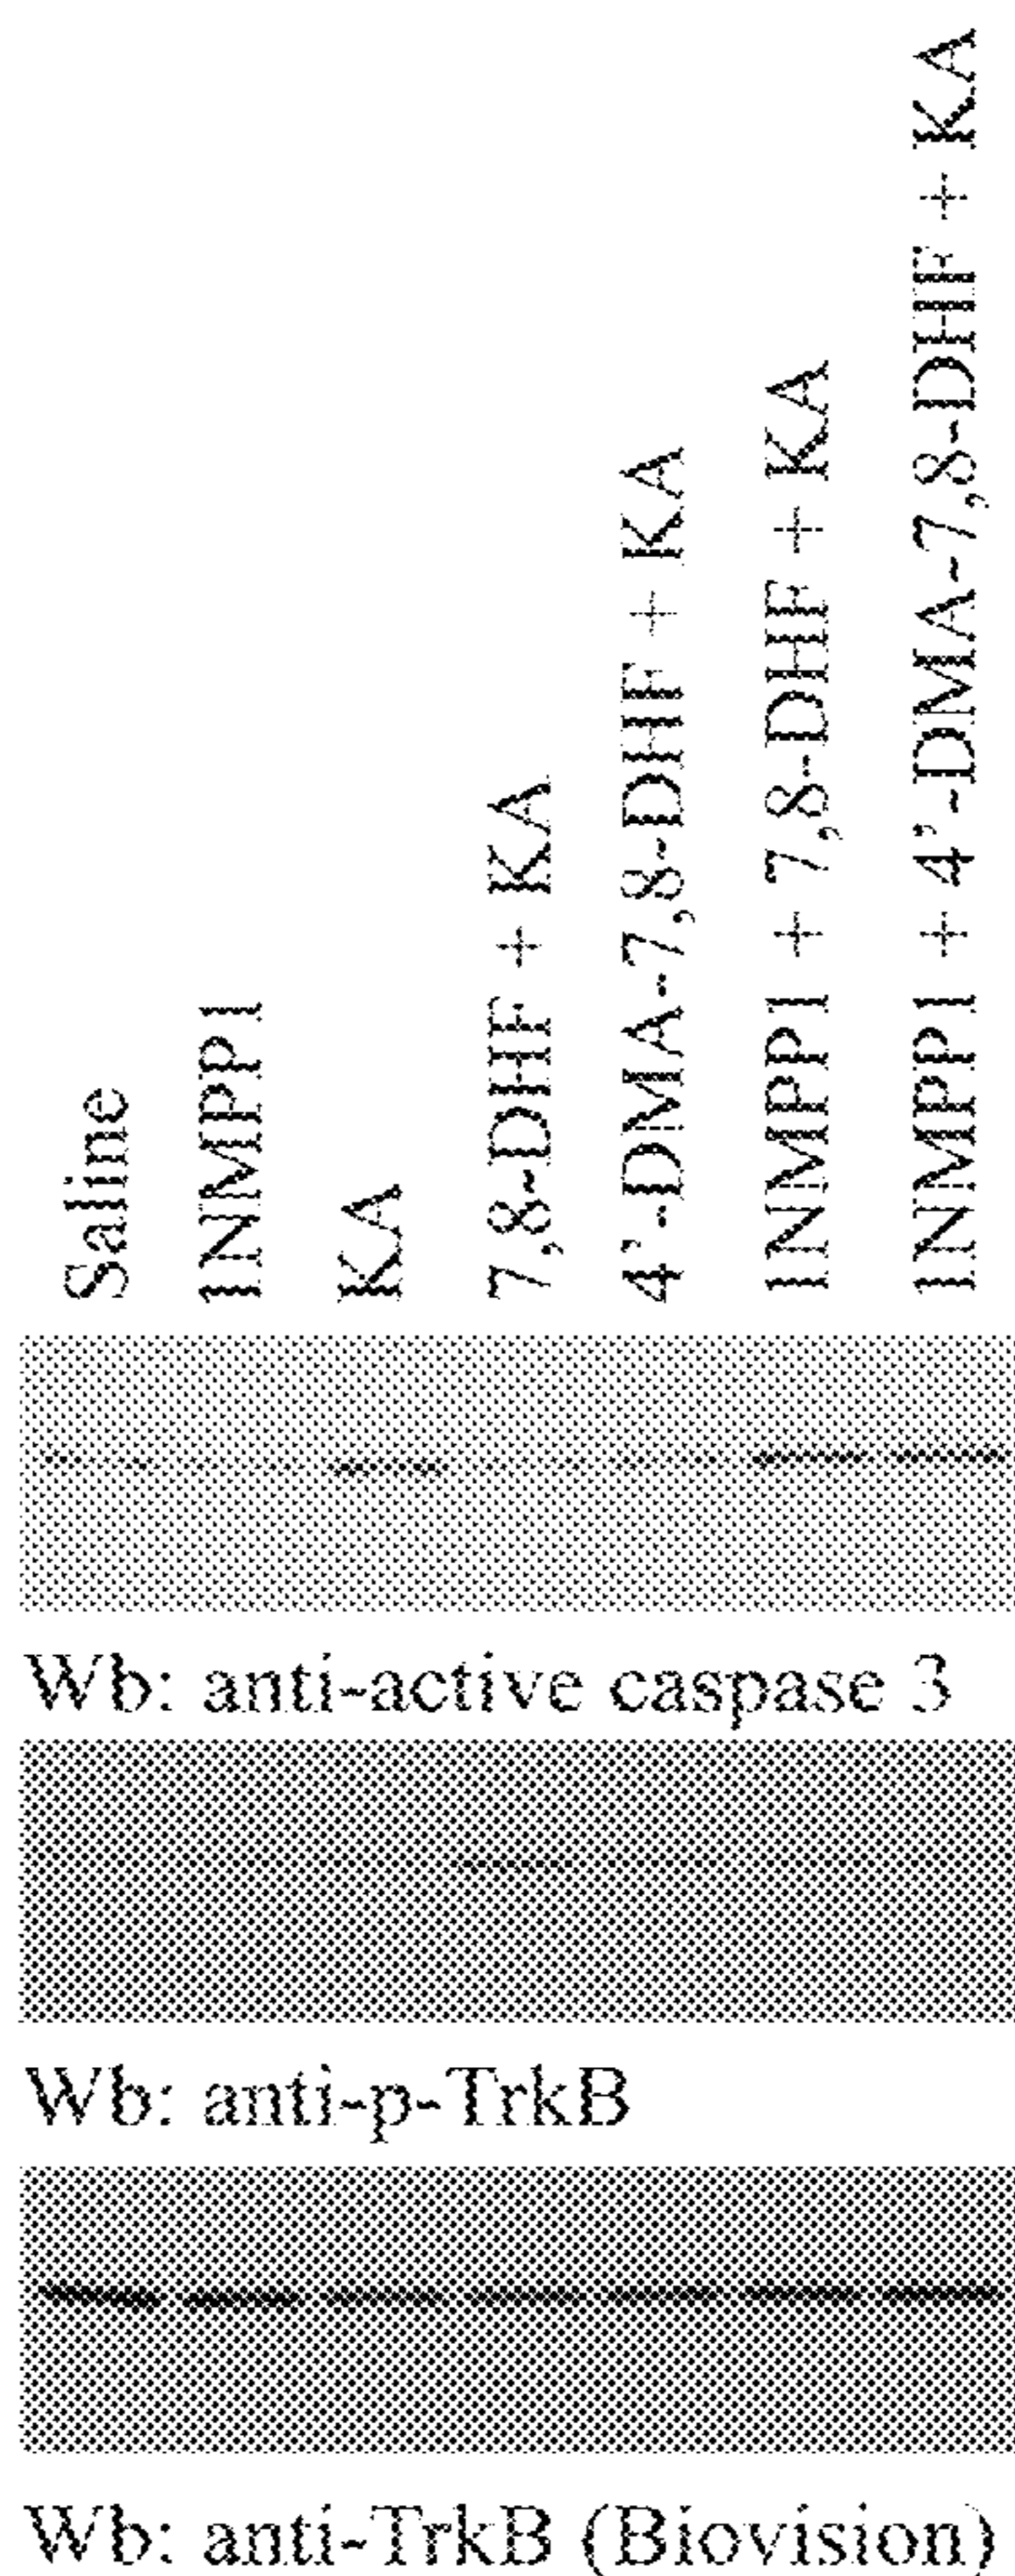 Saline
1NMPP1
KA
7,8-DHF + KA
4'-DMA-7,8-DHF + KA
1NMPP1 + 7,8-DHF + KA
1NMPP1 + 4'-DMA-7,8-DHF + KA
Wb: anti-active caspase 3
Wb: anti-p-TrkB
Wb: anti-TrkB (Biovision)